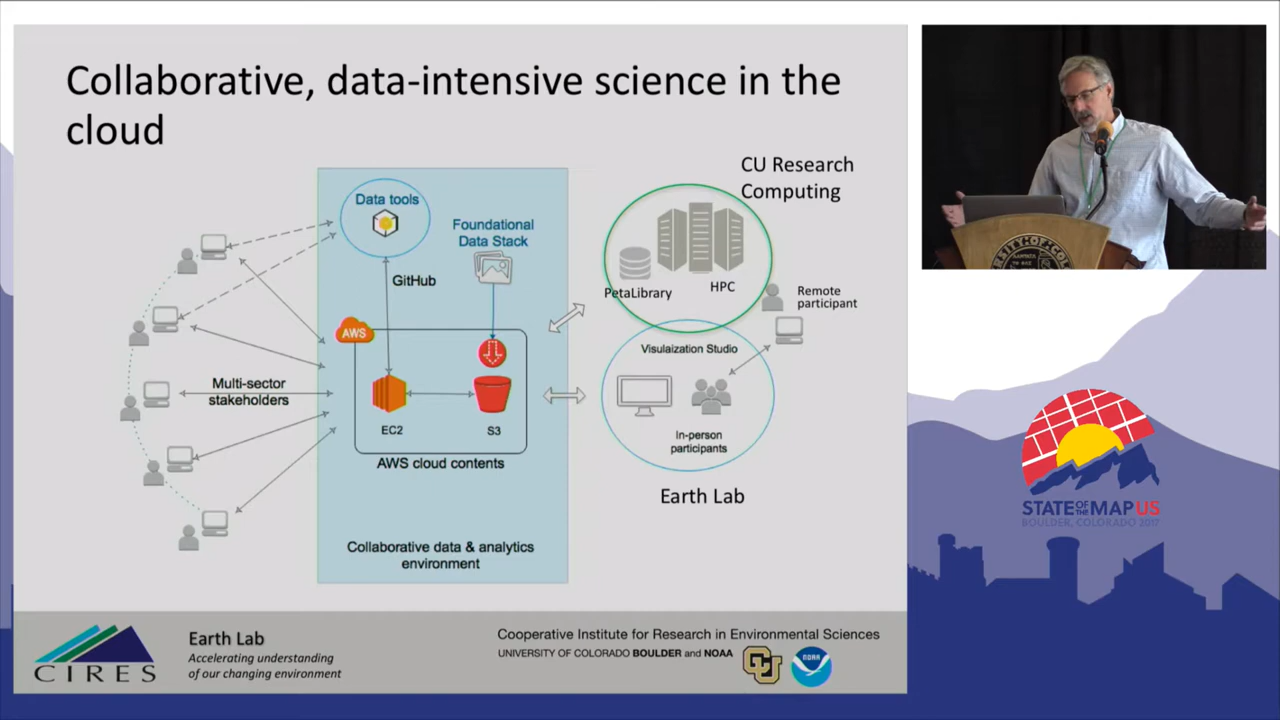 Collaborative, data-intensive science in the
cloud
CU Research
Computing
Data tools
Foundational
Data Stack
GitHub
PetaLibrary
HPC
Remote
participant
AWS
Visulaization Studio
Multi-sector
stakeholders
EC2
S3
In-person
participants
AWS cloud contents
Earth Lab
Collaborative data & analytics
environment
STATE OF THE MAP US
BOULDER, COLORADO 2017
CIRES
Earth Lab
Accelerating understanding
of our changing environment
Cooperative Institute for Research in Environmental Sciences
UNIVERSITY OF COLORADO BOULDER and NOAA
CU
NOAA